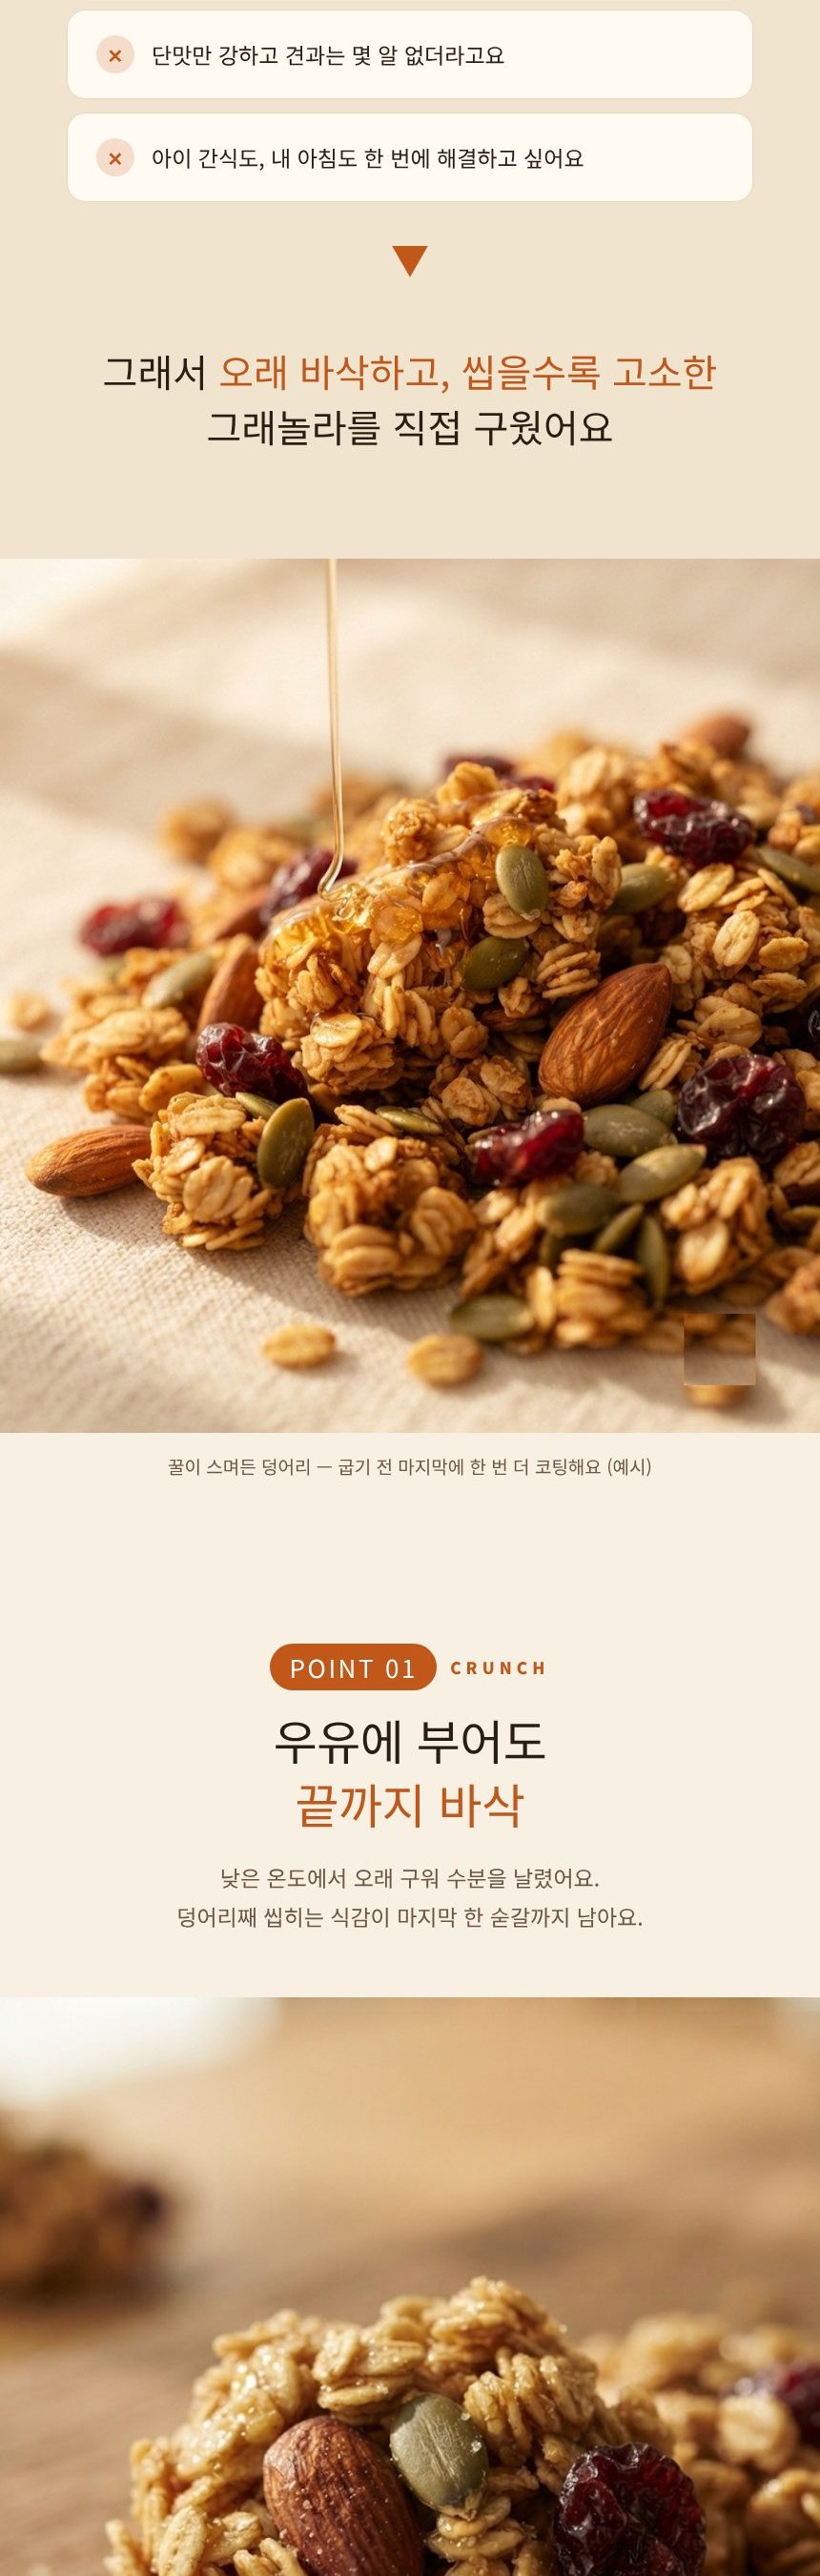 단맛만 강하고 견과는 몇 알 없더라고요
아이 간식도, 내 아침도 한 번에 해결하고 싶어요
그래서 오래 바삭하고, 씹을수록 고소한
그래놀라를 직접 구웠어요
꿀이 스며든 덩어리 — 굽기 전 마지막에 한 번 더 코팅해요 (예시)
POINT 01 CRUNCH
우유에 부어도
끝까지 바삭
낮은 온도에서 오래 구워 수분을 날렸어요.
덩어리째 씹히는 식감이 마지막 한 숟갈까지 남아요.